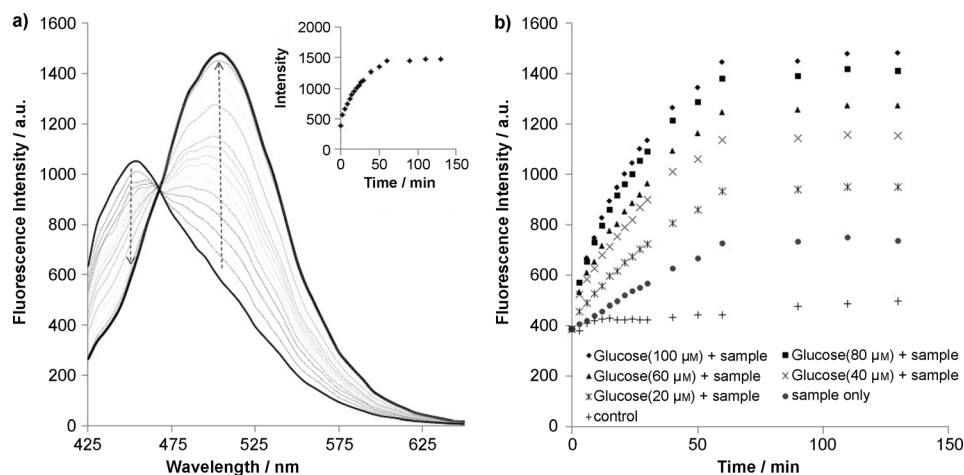 a)
Fluorescence Intensity / a.u.
1600
1400
1200
1000
800
600
400
200
0
425
475
525
575
625
Wavelength / nm
Intensity
2000
1500
1000
500
0
0
50
100
150
Time / min
b)
Fluorescence Intensity / a.u.
1600
1400
1200
1000
800
600
400
200
0
Glucose(100 μM) + sample
Glucose(80 μM) + sample
Glucose(60 μM) + sample
Glucose(40 μM) + sample
Glucose(20 μM) + sample
sample only
control
0
50
100
150
Time / min